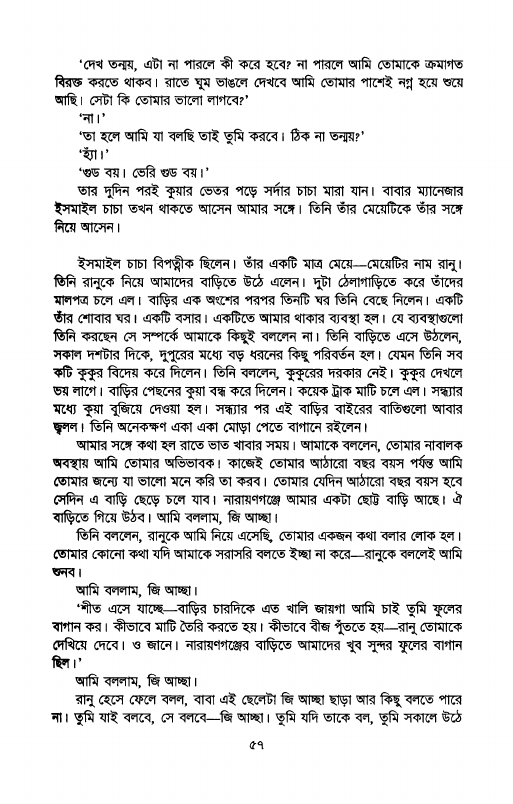 ‘দেখ তন্ময়, এটা না পারলে কী করে হবে? না পারলে আমি তোমাকে ক্রমাগত
বিরক্ত করতে থাকব। রাতে ঘুম ভাঙলে দেখবে আমি তোমার পাশেই নগ্ন হয়ে শুয়ে
আছি। সেটা কি তোমার ভালো লাগবে?’
‘না।’
‘তা হলে আমি যা বলছি তাই তুমি করবে। ঠিক না তন্ময়?’
‘হ্যাঁ।’
‘গুড বয়। ভেরি গুড বয়।’
তার দুদিন পরই কুয়ার ভেতর পড়ে সর্দার চাচা মারা যান। বাবার ম্যানেজার
ইসমাইল চাচা তখন থাকতে আসেন আমার সঙ্গে। তিনি তাঁর মেয়েটিকে তাঁর সঙ্গে
নিয়ে আসেন।
ইসমাইল চাচা বিপত্নীক ছিলেন। তাঁর একটি মাত্র মেয়ে—মেয়েটির নাম রানু।
তিনি রানুকে নিয়ে আমাদের বাড়িতে উঠে এলেন। দুটা ঠেলাগাড়িতে করে তাঁদের
মালপত্র চলে এল। বাড়ির এক অংশের পরপর তিনটি ঘর তিনি বেছে নিলেন। একটি
তাঁর শোবার ঘর। একটি বসার। একটিতে আমার থাকার ব্যবস্থা হল। যে ব্যবস্থাগুলো
তিনি করছেন সে সম্পর্কে আমাকে কিছুই বললেন না। তিনি বাড়িতে এসে উঠলেন,
সকাল দশটার দিকে, দুপুরের মধ্যে বড় ধরনের কিছু পরিবর্তন হল। যেমন তিনি সব
কটি কুকুর বিদেয় করে দিলেন। তিনি বললেন, কুকুরের দরকার নেই। কুকুর দেখলে
ভয় লাগে। বাড়ির পেছনের কুয়া বন্ধ করে দিলেন। কয়েক ট্রাক মাটি চলে এল। সন্ধ্যার
মধ্যে কুয়া বুজিয়ে দেওয়া হল। সন্ধ্যার পর এই বাড়ির বাইরের বাতিগুলো আবার
জ্বলল। তিনি অনেকক্ষণ একা একা মোড়া পেতে বাগানে রইলেন।
আমার সঙ্গে কথা হল রাতে ভাত খাবার সময়। আমাকে বললেন, তোমার নাবালক
অবস্থায় আমি তোমার অভিভাবক। কাজেই তোমার আঠারো বছর বয়স পর্যন্ত আমি
তোমার জন্যে যা ভালো মনে করি তা করব। তোমার যেদিন আঠারো বছর বয়স হবে
সেদিন এ বাড়ি ছেড়ে চলে যাব। নারায়ণগঞ্জে আমার একটা ছোট্ট বাড়ি আছে। ঐ
বাড়িতে গিয়ে উঠব। আমি বললাম, জি আচ্ছা।
তিনি বললেন, রানুকে আমি নিয়ে এসেছি, তোমার একজন কথা বলার লোক হল।
তোমার কোনো কথা যদি আমাকে সরাসরি বলতে ইচ্ছা না করে—রানুকে বললেই আমি
শুনব।
আমি বললাম, জি আচ্ছা।
‘শীত এসে যাচ্ছে—বাড়ির চারদিকে এত খালি জায়গা আমি চাই তুমি ফুলের
বাগান কর। কীভাবে মাটি তৈরি করতে হয়। কীভাবে বীজ পুঁততে হয়—রানু তোমাকে
দেখিয়ে দেবে। ও জানে। নারায়ণগঞ্জের বাড়িতে আমাদের খুব সুন্দর ফুলের বাগান
ছিল।’
আমি বললাম, জি আচ্ছা।
রানু হেসে ফেলে বলল, বাবা এই ছেলেটা জি আচ্ছা ছাড়া আর কিছু বলতে পারে
না। তুমি যাই বলবে, সে বলবে—জি আচ্ছা। তুমি যদি তাকে বল, তুমি সকালে উঠে
৫৭